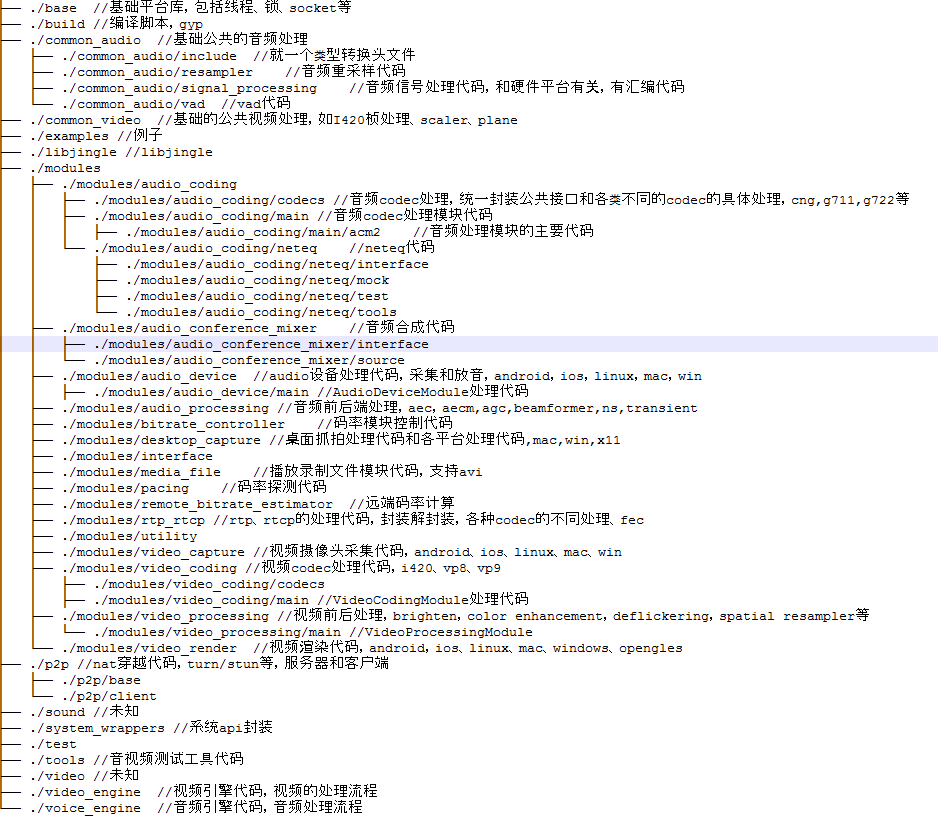 ./base  //基础平台库，包括线程、锁、socket等
./build //编译脚本，gyp
./common_audio  //基础公共的音频处理
./common_audio/include  //就一个类型转换头文件
./common_audio/resampler    //音频重采样代码
./common_audio/signal_processing    //音频信号处理代码，和硬件平台有关，有汇编代码
./common_audio/vad  //vad代码
./common_video  //基础的公共视频处理，如I420桢处理、scaler、plane
./examples //例子
./libjingle //libjingle
./modules
./modules/audio_coding
./modules/audio_coding/codecs //音频codec处理，统一封装公共接口和各类不同的codec的具体处理，cng,g711,g722等
./modules/audio_coding/main //音频codec处理模块代码
./modules/audio_coding/main/acm2    //音频处理模块的主要代码
./modules/audio_coding/neteq    //neteq代码
./modules/audio_coding/neteq/interface
./modules/audio_coding/neteq/mock
./modules/audio_coding/neteq/test
./modules/audio_coding/neteq/tools
./modules/audio_conference_mixer    //音频合成代码
./modules/audio_conference_mixer/interface
./modules/audio_conference_mixer/source
./modules/audio_device  //audio设备处理代码，采集和放音，android，ios，linux，mac，win
./modules/audio_device/main //AudioDeviceModule处理代码
./modules/audio_processing //音频前后端处理，aec，aecm,agc,beamformer,ns,transient
./modules/bitrate_controller    //码率模块控制代码
./modules/desktop_capture //桌面抓拍处理代码和各平台处理代码,mac,win,x11
./modules/interface
./modules/media_file    //播放录制文件模块代码，支持avi
./modules/pacing    //码率探测代码
./modules/remote_bitrate_estimator  //远端码率计算
./modules/rtp_rtcp //rtp、rtcp的处理代码，封装解封装，各种codec的不同处理、fec
./modules/utility
./modules/video_capture //视频摄像头采集代码，android、ios、linux、mac、win
./modules/video_coding //视频codec处理代码，i420、vp8、vp9
./modules/video_coding/codecs
./modules/video_coding/main //VideoCodingModule处理代码
./modules/video_processing //视频前后处理，brighten，color enhancement，deflickering，spatial resampler等
./modules/video_processing/main //VideoProcessingModule
./modules/video_render  //视频渲染代码，android，ios、linux、mac、windows、opengles
./p2p //nat穿越代码，turn/stun等，服务器和客户端
./p2p/base
./p2p/client
./sound //未知
./system_wrappers //系统api封装
./test
./tools //音视频测试工具代码
./video //未知
./video_engine  //视频引擎代码，视频的处理流程
./voice_engine  //音频引擎代码，音频处理流程